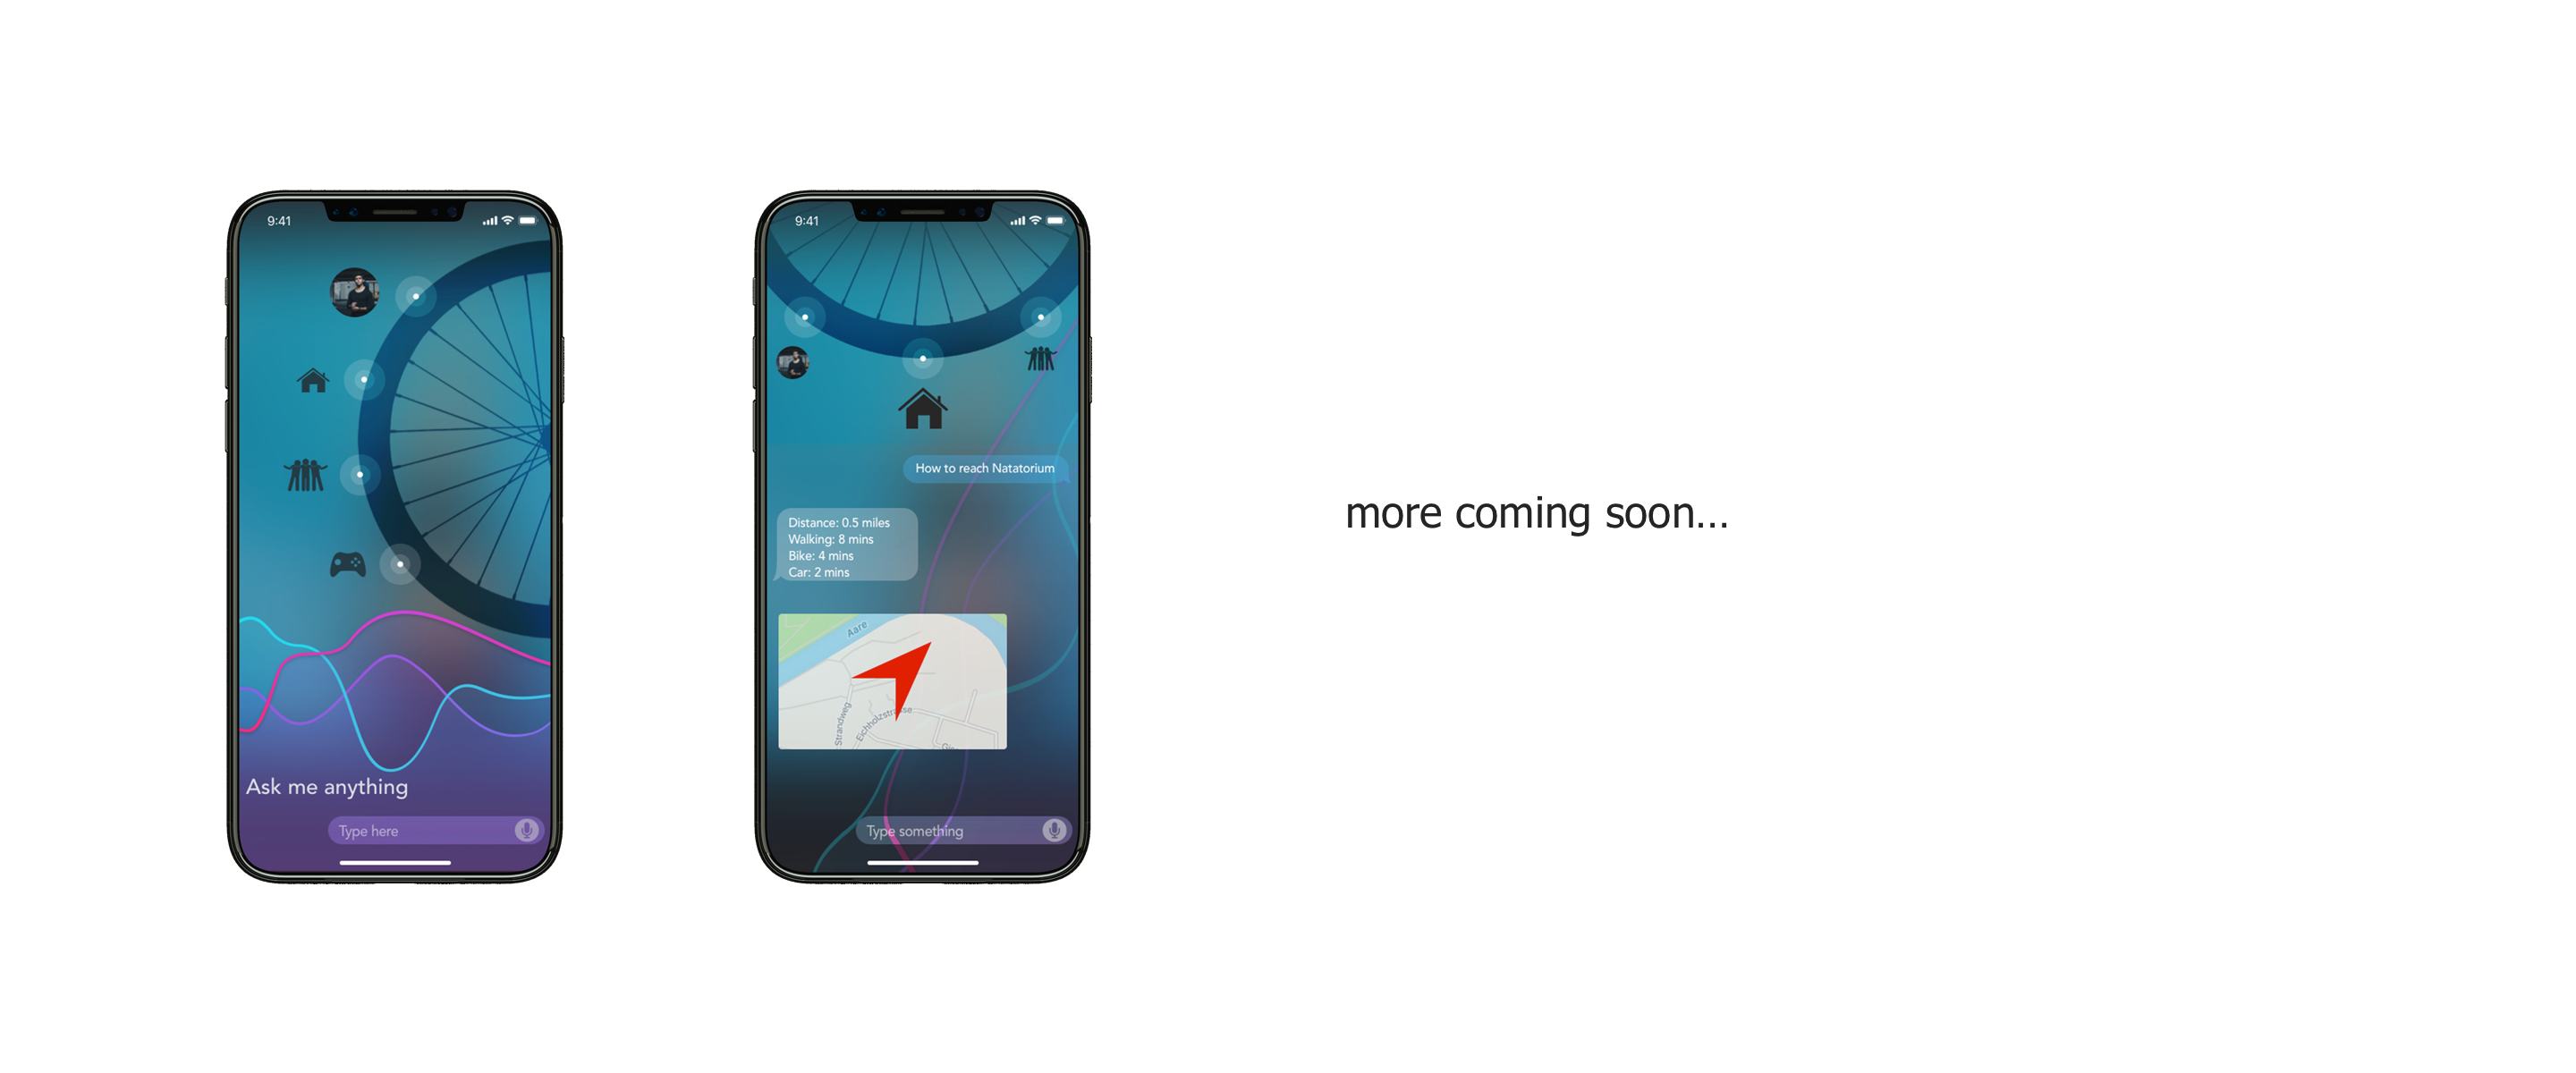 9:41
Ask me anything
Type here
9:41
How to reach Natatorium
Distance: 0.5 miles
Walking: 8 mins
Bike: 4 mins
Car: 2 mins
Aare
Strandweg
Eichholzstrasse
Type something
more coming soon...